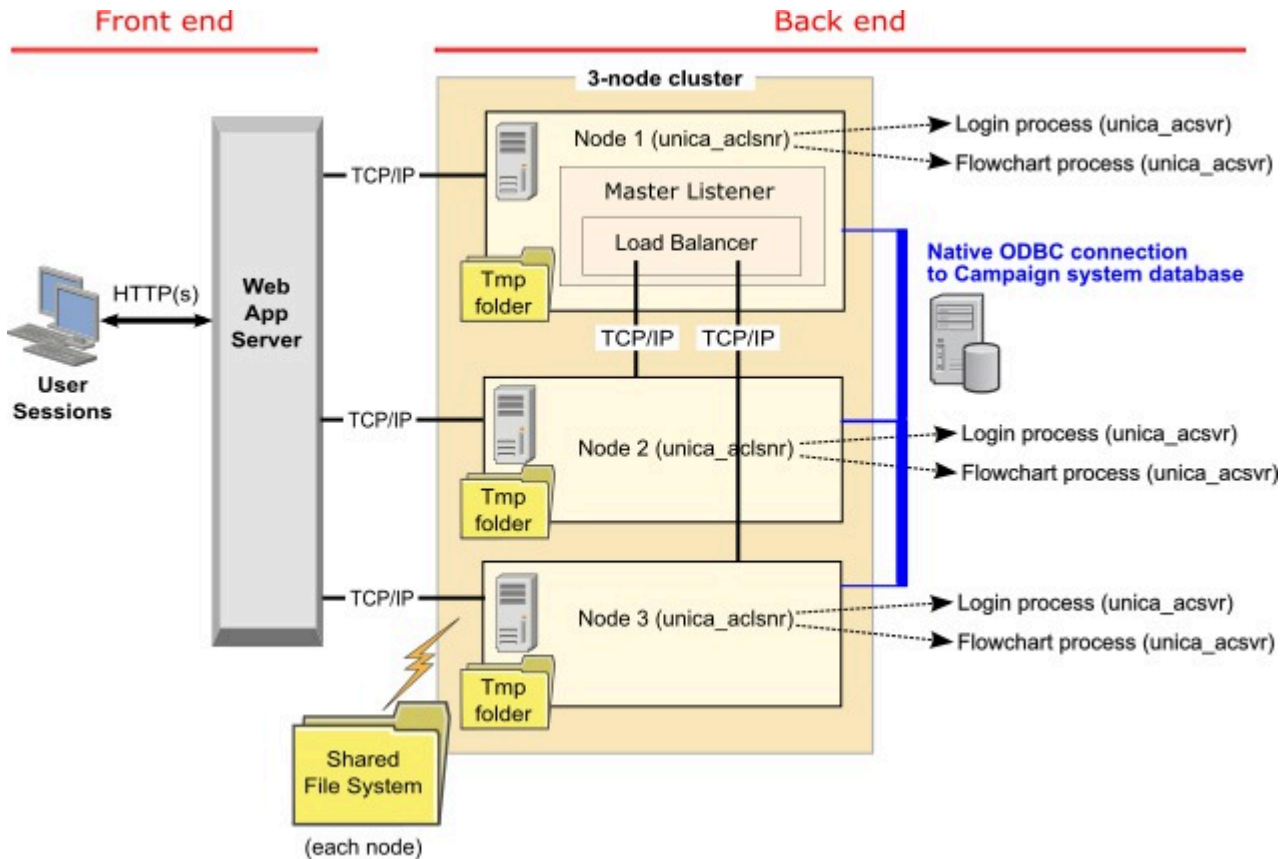 Front end
Back end
3-node cluster
Node 1 (unica_aclsnr)
Login process (unica_acsvr)
Flowchart process (unica_acsvr)
TCP/IP
Master Listener
Load Balancer
Tmp
folder
Native ODBC connection
to Campaign system database
HTTP(s)
Web
App
Server
User
Sessions
TCP/IP
TCP/IP
TCP/IP
Node 2 (unica_aclsnr)
Login process (unica_acsvr)
Flowchart process (unica_acsvr)
Tmp
folder
TCP/IP
Node 3 (unica_aclsnr)
Login process (unica_acsvr)
Flowchart process (unica_acsvr)
Tmp
folder
Shared
File System
(each node)